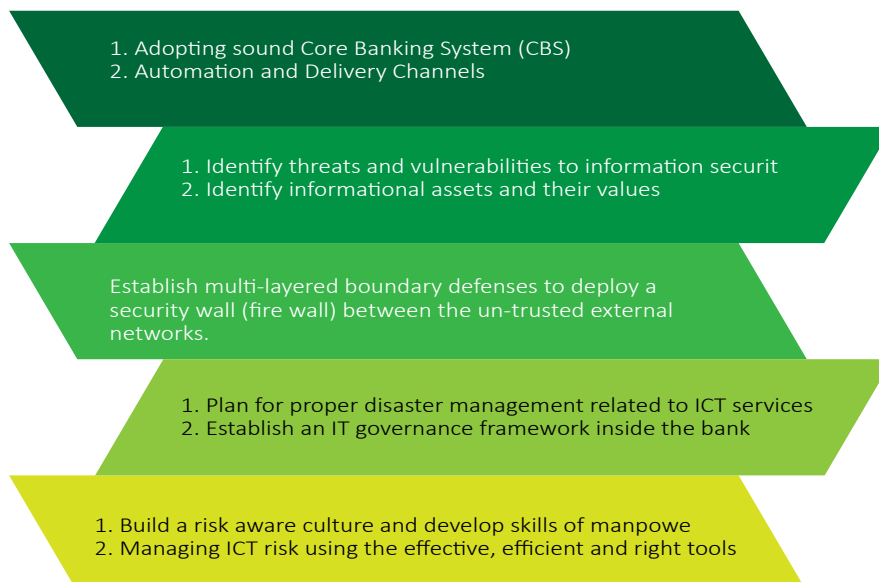 1. Adopting sound Core Banking System (CBS)
2. Automation and Delivery Channels
1. Identify threats and vulnerabilities to information securit
2. Identify informational assets and their values
Establish multi-layered boundary defenses to deploy a
security wall (fire wall) between the un-trusted external
networks.
1. Plan for proper disaster management related to ICT services
2. Establish an IT governance framework inside the bank
1. Build a risk aware culture and develop skills of manpowe
2. Managing ICT risk using the effective, efficient and right tools